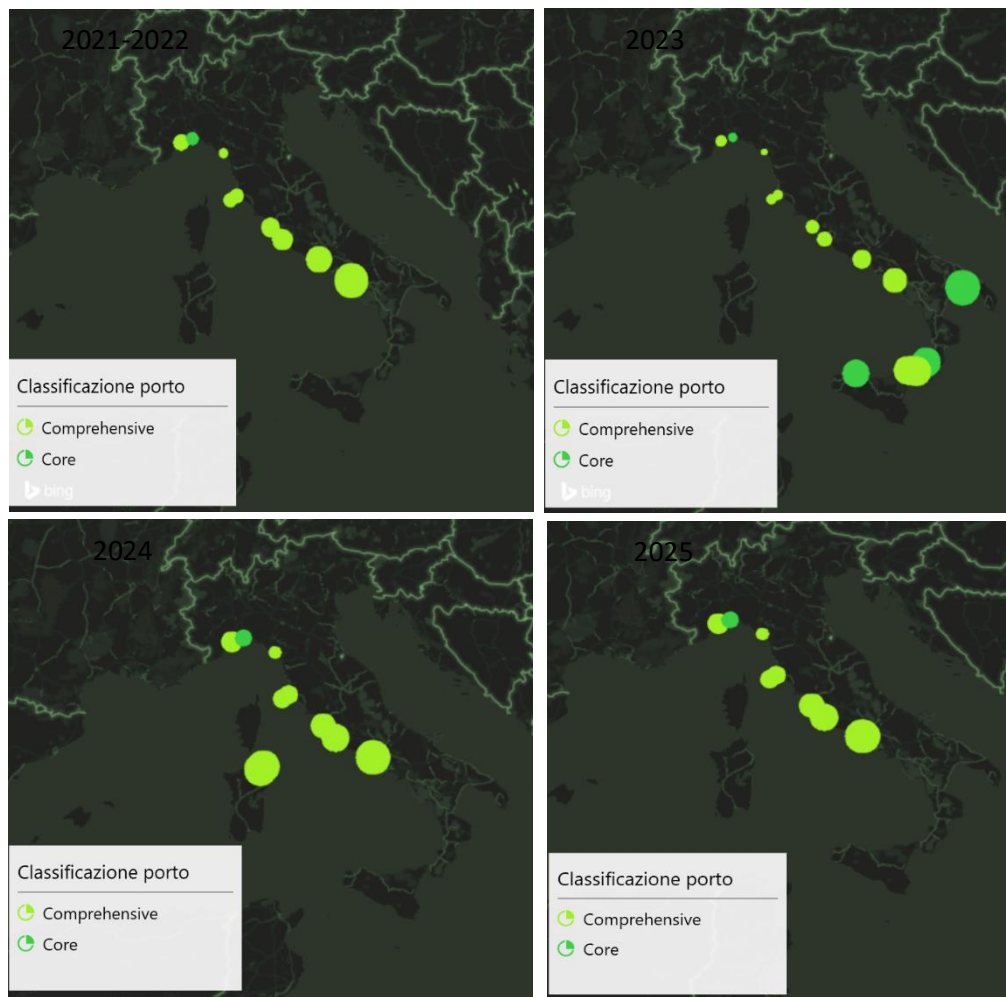 2021-2022
Classificazione porto
Comprehensive
Core
bing
2023
Classificazione porto
Comprehensive
Core
bing
2024
Classificazione porto
Comprehensive
Core
2025
Classificazione porto
Comprehensive
Core